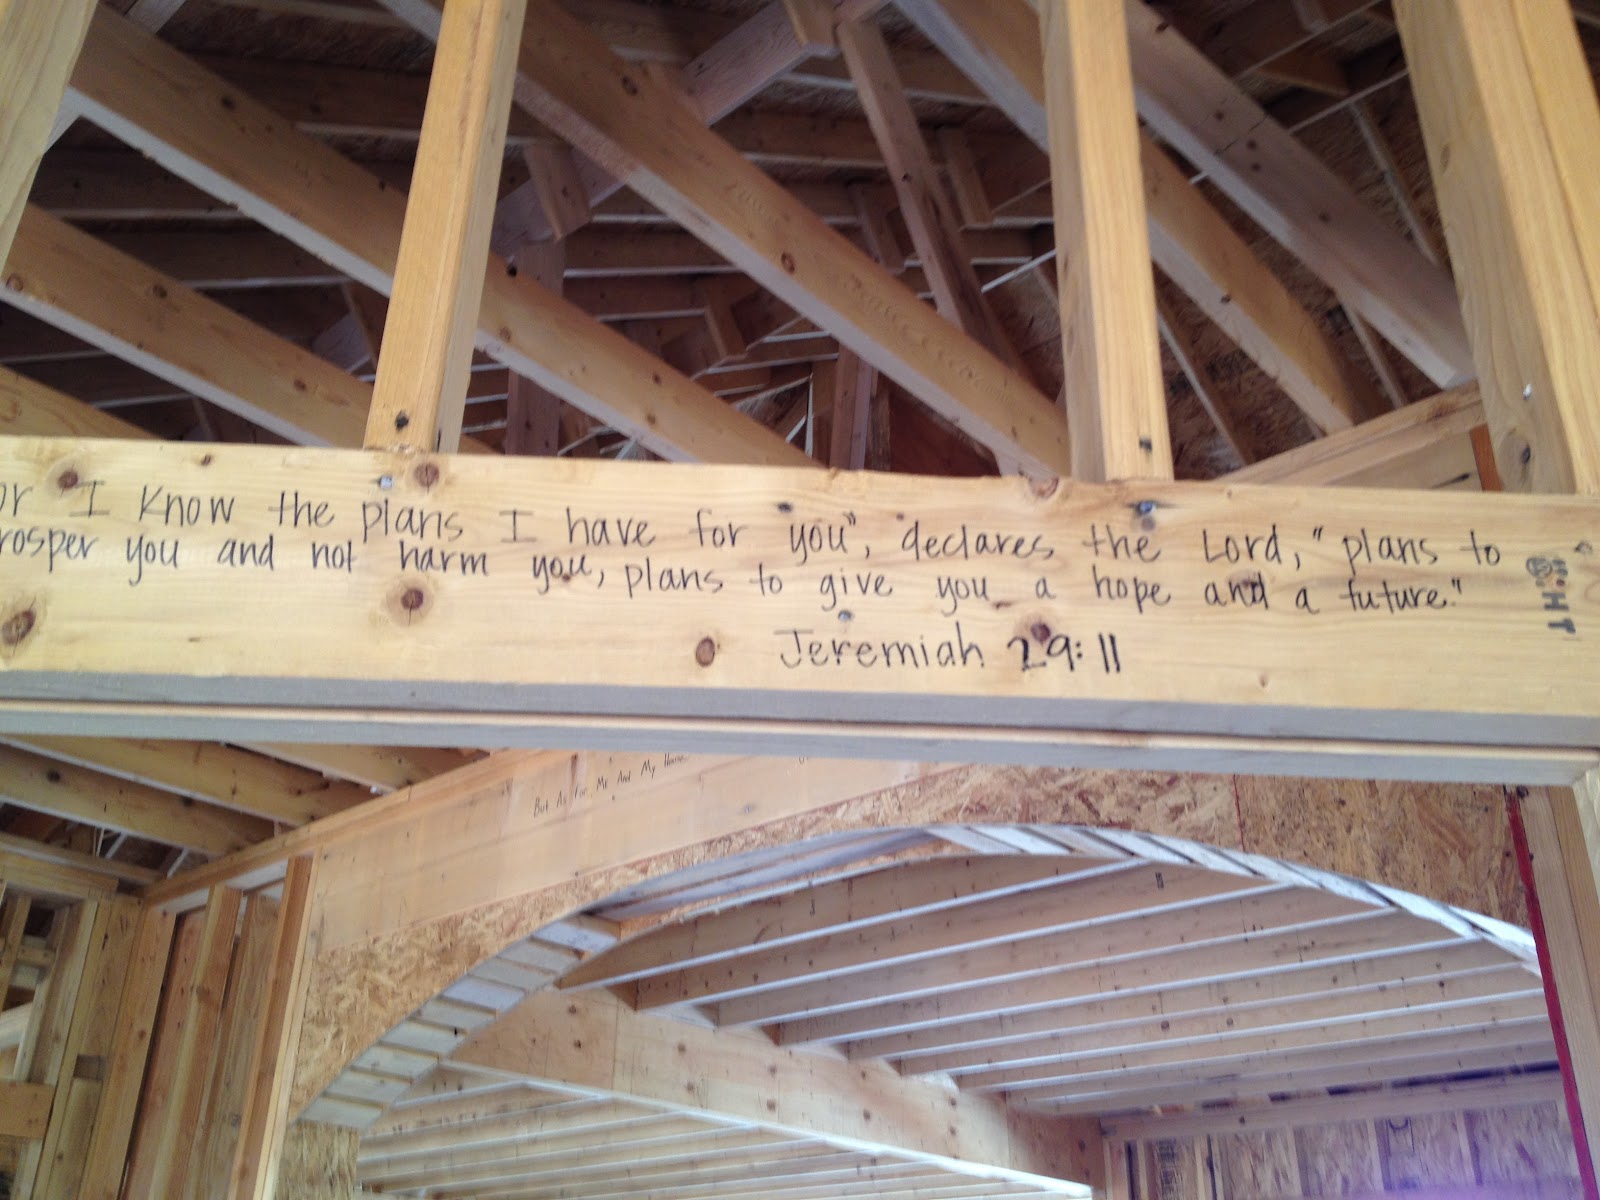 or I Know the plans I have for you", declares the Lord, "plans to
rosper you and not harm you, plans to give you a hope and a future."
Jeremiah 29:11
But As For Me And My House